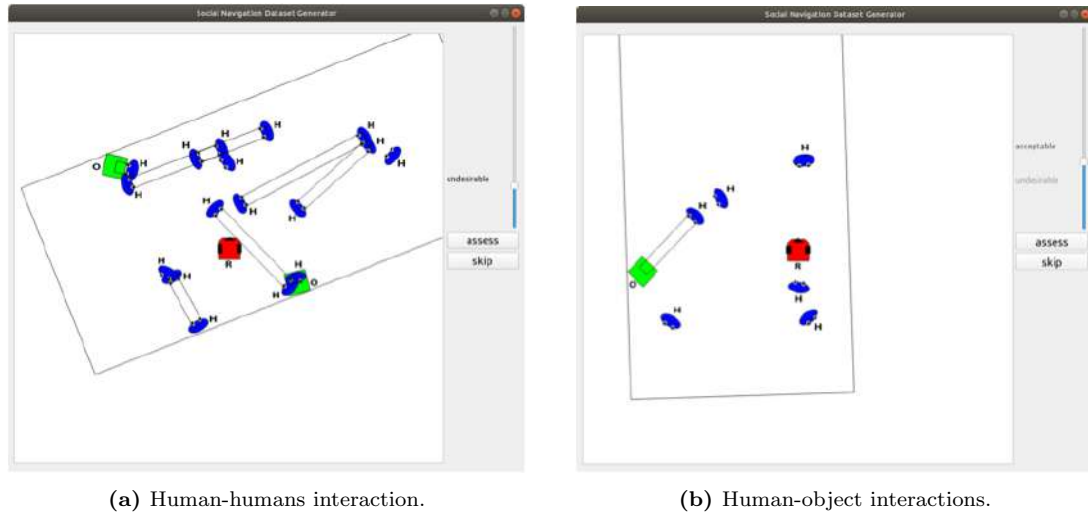 Social Navigation Dataset Generator
H
H
H
O
H
H
H
H
H
H
H
H
R
H
H
H
O
H
H
undesirable
assess
skip
(a) Human-humans interaction.
Social Navigation Dataset Generator
H
H
H
R
O
H
H
H
acceptable
undesirable
assess
skip
(b) Human-object interactions.